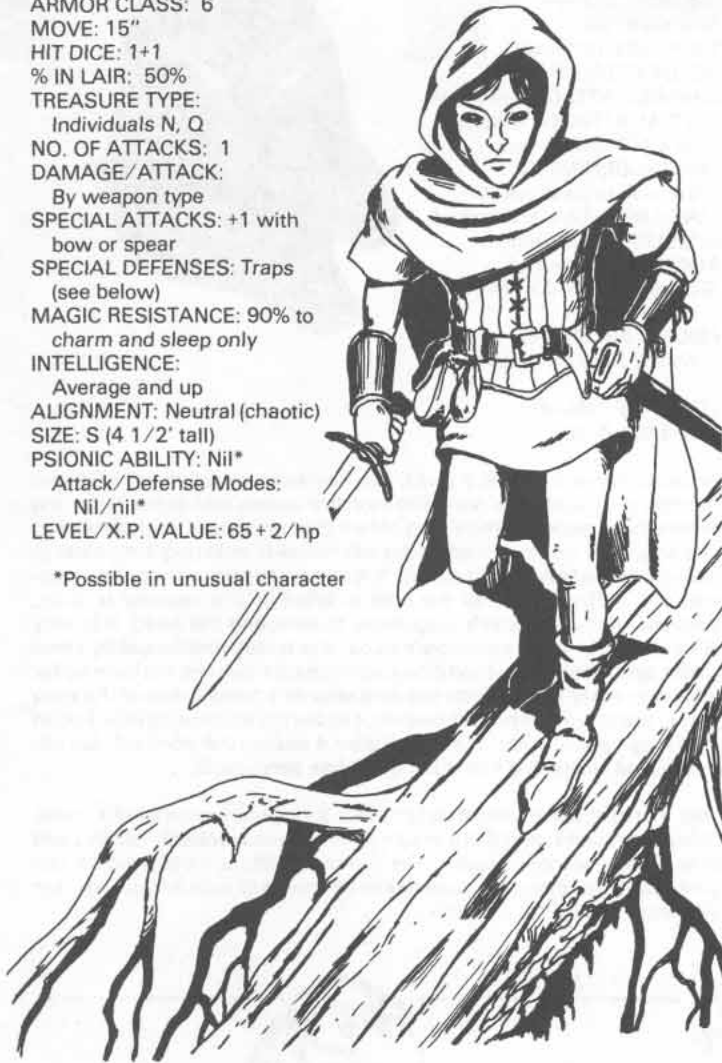 ARMOR CLASS: 6
MOVE: 15"
HIT DICE: 1+1
% IN LAIR: 50%
TREASURE TYPE:
Individuals N, Q
NO. OF ATTACKS: 1
DAMAGE/ATTACK:
By weapon type
SPECIAL ATTACKS: +1 with
bow or spear
SPECIAL DEFENSES: Traps
(see below)
MAGIC RESISTANCE: 90% to
charm and sleep only
INTELLIGENCE:
Average and up
ALIGNMENT: Neutral (chaotic)
SIZE: S (4 1/2' tall)
PSIONIC ABILITY: Nil*
Attack/Defense Modes:
Nil/nil*
LEVEL/X.P. VALUE: 65+2/hp
*Possible in unusual character